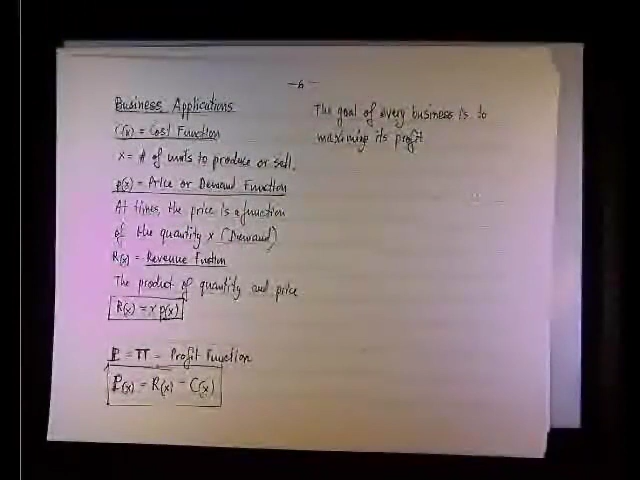 -6-
Business Applications
C(x) = Cost Function
x = # of units to produce or sell.
p(x) = Price or Demand Function
At times, the price is a function
of the quantity x (Demand)
R(x) = Revenue Function
The product of quantity and price
R(x) = x p(x)
P = π = Profit Function
P(x) = R(x) - C(x)
The goal of every business is to
maximize its profit